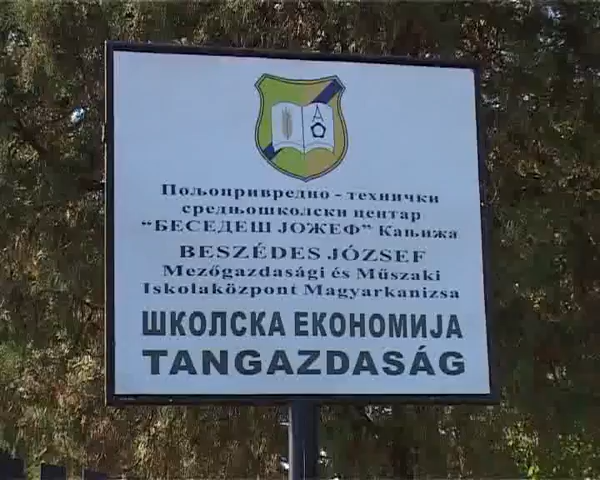 Пољопривредно - технички
средњошколски центар
“БЕСЕДЕШ ЈОЖЕФ” Кањижа
BESZÉDES JÓZSEF
Mezőgazdasági és Műszaki
Iskolaközpont Magyarkanizsa
ШКОЛСКА ЕКОНОМИЈА
TANGAZDASÁG